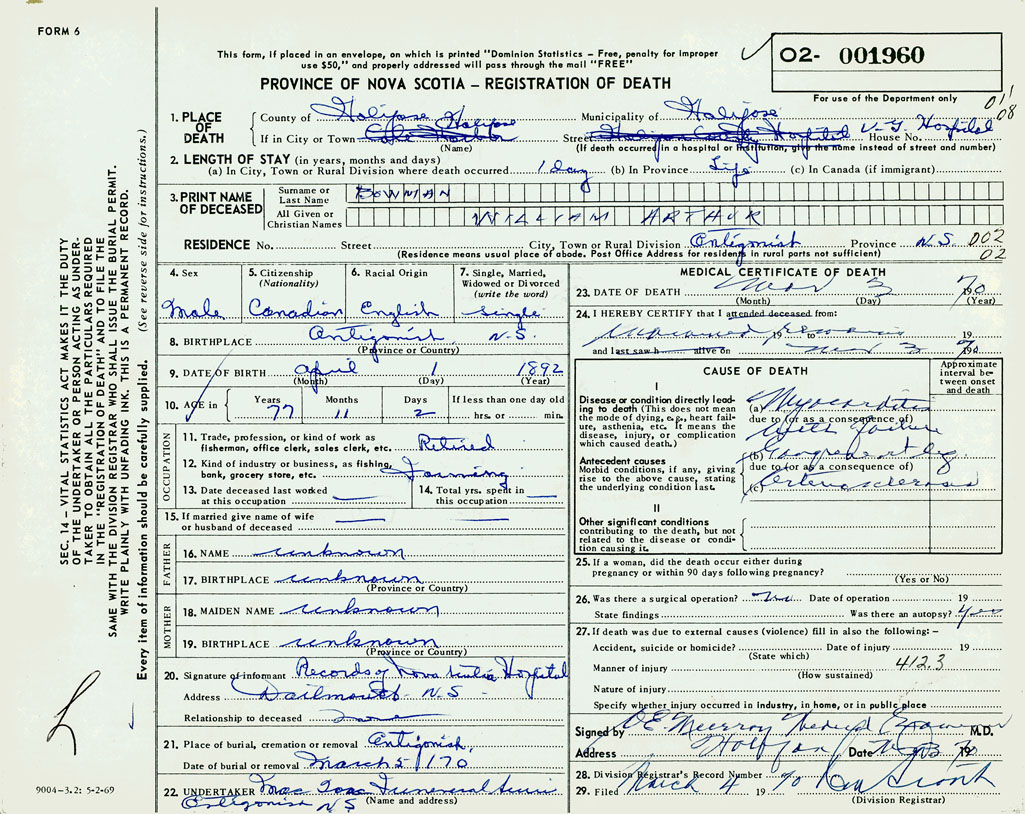 FORM 6
This form, if placed in an envelope, on which is printed "Dominion Statistics – Free, penalty for improper
use $50," and properly addressed will pass through the mail "FREE"
02- 001960
For use of the Department only
PROVINCE OF NOVA SCOTIA – REGISTRATION OF DEATH
011
08
1. PLACE OF DEATH
County of Halifax Municipality of Halifax
If in City or Town Halifax Street V-G Hospital House No.
(Name) (If death occurred in a hospital or institution, give the name instead of street and number)
2. LENGTH OF STAY (in years, months and days)
(a) In City, Town or Rural Division where death occurred 1 Day (b) In Province Life (c) In Canada (if immigrant)
3. PRINT NAME OF DECEASED
Surname or Last Name BOWMAN
All Given or Christian Names WILLIAM ARTHUR
RESIDENCE No. Street City, Town or Rural Division Antigonish Province N.S. 002
02
(Residence means usual place of abode. Post Office Address for residents in rural parts not sufficient)
4. Sex
Male
5. Citizenship (Nationality)
Canadian
6. Racial Origin
English
7. Single, Married, Widowed or Divorced (write the word)
Single
8. BIRTHPLACE Antigonish N.S.
(Province or Country)
9. DATE OF BIRTH April 1 1892
(Month) (Day) (Year)
10. AGE in Years 77 Months 11 Days 2 If less than one day old hrs. or min.
OCCUPATION
11. Trade, profession, or kind of work as
fisherman, office clerk, sales clerk, etc. Retired
12. Kind of industry or business, as fishing,
bank, grocery store, etc. Farming
13. Date deceased last worked
at this occupation
14. Total yrs. spent in
this occupation
15. If married give name of wife
or husband of deceased
FATHER
16. NAME unknown
17. BIRTHPLACE unknown
(Province or Country)
MOTHER
18. MAIDEN NAME unknown
19. BIRTHPLACE unknown
(Province or Country)
20. Signature of informant Records of Nova Scotia Hospital
Address Dartmouth N.S.
Relationship to deceased
21. Place of burial, cremation or removal Antigonish,
Date of burial or removal March 5/70
22. UNDERTAKER Funeral
Antigonish NS (Name and address)
MEDICAL CERTIFICATE OF DEATH
23. DATE OF DEATH Mar 3 1970
(Month) (Day) (Year)
24. I HEREBY CERTIFY that I attended deceased from:
19 to 19
and last saw h alive on Mar 3 1970
CAUSE OF DEATH
Approximate interval between onset and death
I
Disease or condition directly leading to death (This does not
mean the mode of dying, e.g., heart failure, asthenia, etc. It means the
disease, injury, or complication which caused death.)
(a) Myocarditis
due to (or as a consequence of)
with failure
Antecedent causes
Morbid conditions, if any, giving
rise to the above cause, stating
the underlying condition last.
(b)
due to (or as a consequence of)
(c) Arteriosclerosis
II
Other significant conditions
contributing to the death, but not
related to the disease or condition causing it.
25. If a woman, did the death occur either during
pregnancy or within 90 days following pregnancy?
(Yes or No)
26. Was there a surgical operation? no Date of operation 19
State findings Was there an autopsy? Yes
27. If death was due to external causes (violence) fill in also the following: –
Accident, suicide or homicide? Date of injury 19
(State which)
Manner of injury 412.3
(How sustained)
Nature of injury
Specify whether injury occurred in Industry, in home, or in public place
Signed by Medical Examiner M.D.
Address Halifax Date 19
28. Division Registrar's Record Number
29. Filed March 4 1970
(Division Registrar)
SEC. 14 – VITAL STATISTICS ACT MAKES IT THE DUTY
OF THE UNDERTAKER OR PERSON ACTING AS UNDERTAKER TO OBTAIN ALL THE PARTICULARS REQUIRED
IN THE "REGISTRATION OF DEATH" AND TO FILE THE
SAME WITH THE DIVISION REGISTRAR WHO SHALL ISSUE THE BURIAL PERMIT.
WRITE PLAINLY WITH UNFADING INK. THIS IS A PERMANENT RECORD.
Every item of information should be carefully supplied. (See reverse side for instructions.)
9004-3.2: 5-2-69